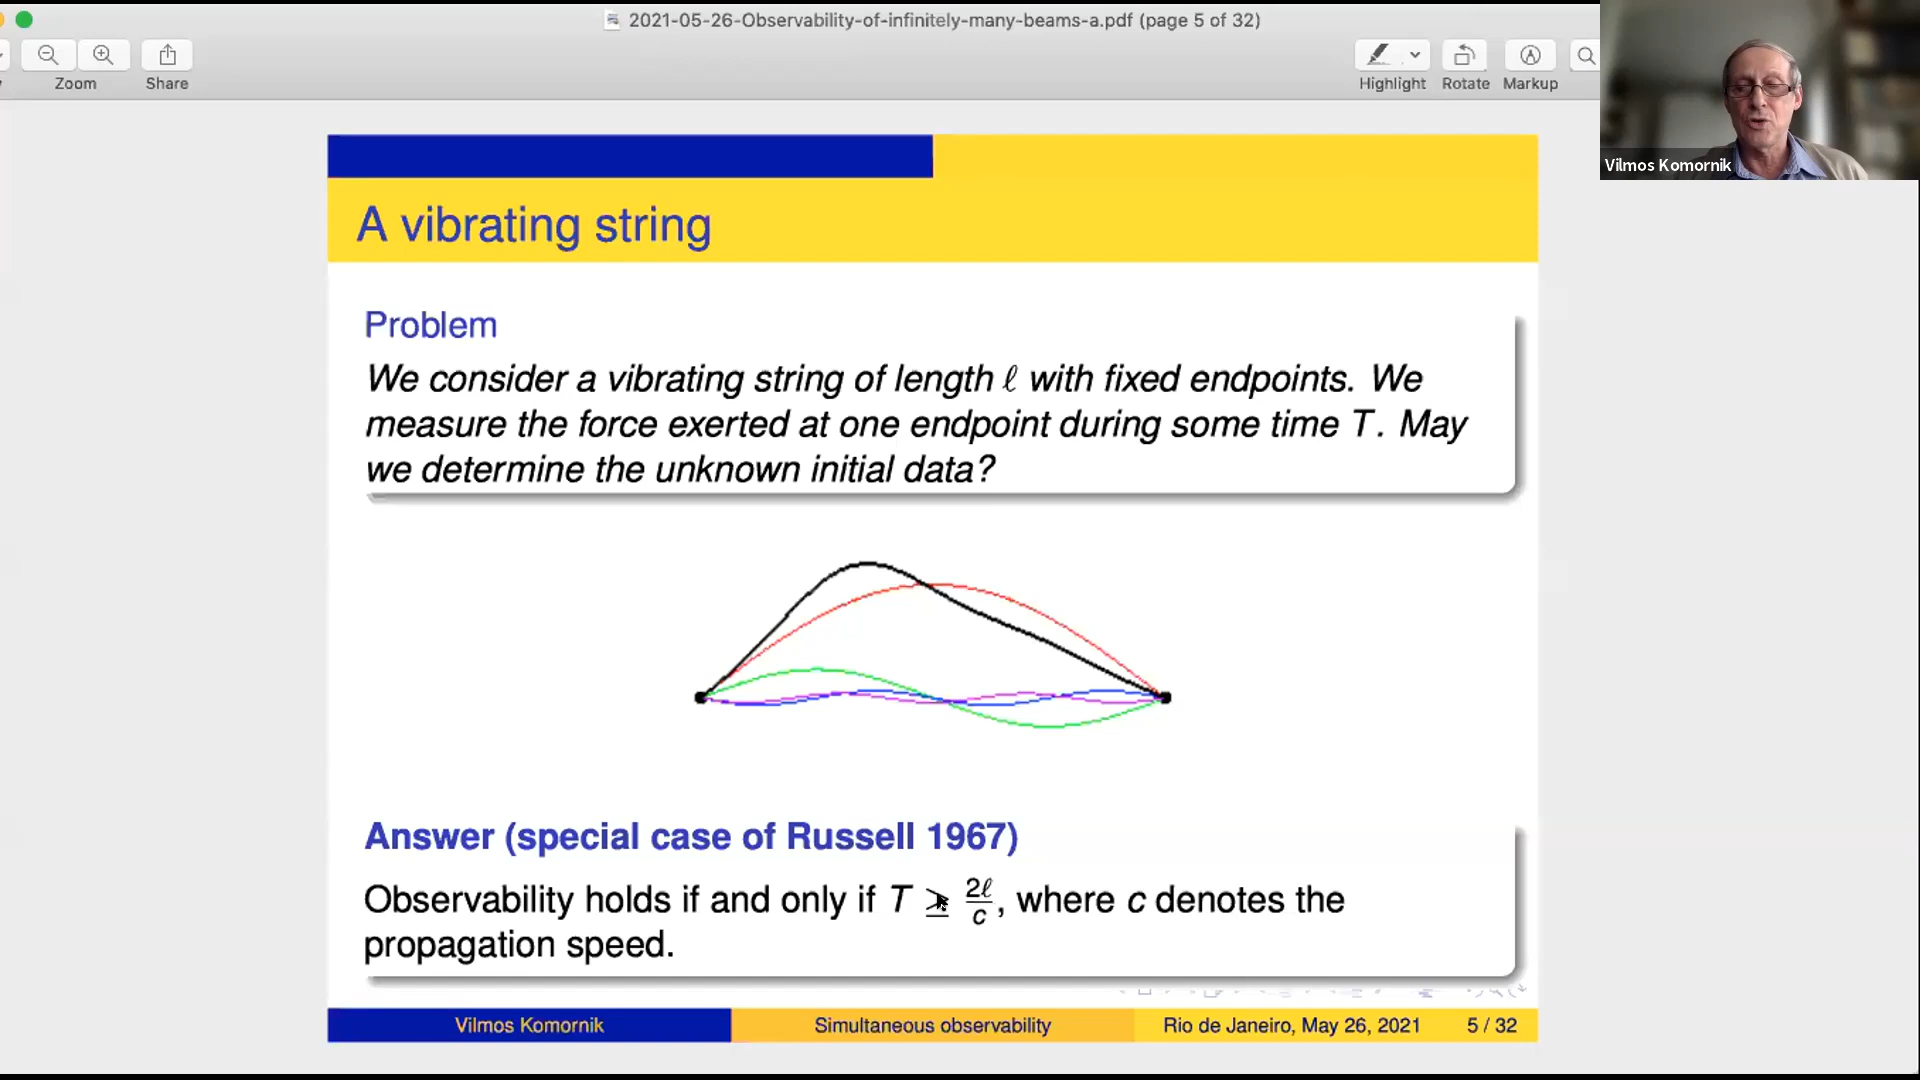 2021-05-26-Observability-of-infinitely-many-beams-a.pdf (page 5 of 32)
Zoom
Share
Highlight
Rotate
Markup
Vilmos Komornik
A vibrating string
Problem
We consider a vibrating string of length ℓ with fixed endpoints. We
measure the force exerted at one endpoint during some time T. May
we determine the unknown initial data?
Answer (special case of Russell 1967)
Observability holds if and only if T ≥ 2ℓ/c, where c denotes the
propagation speed.
Vilmos Komornik
Simultaneous observability
Rio de Janeiro, May 26, 2021
5 / 32